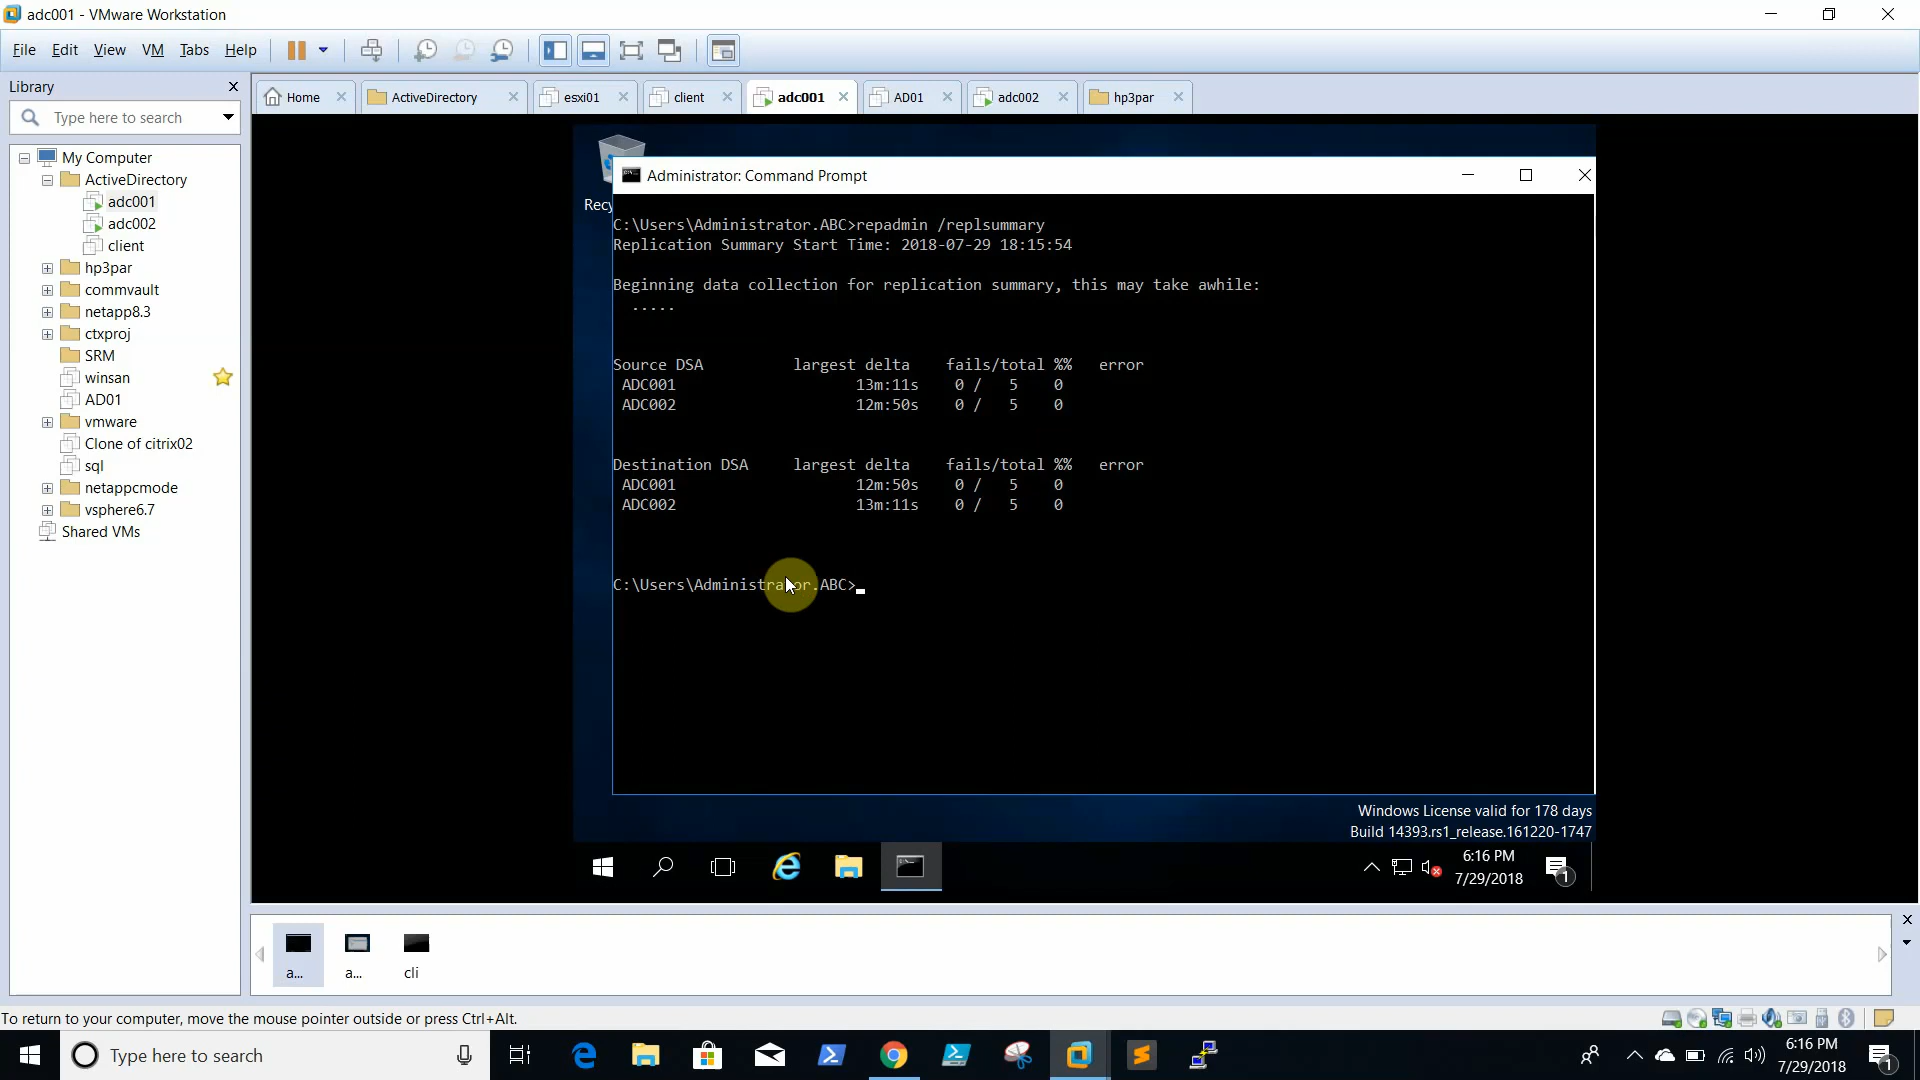 adc001 - VMware Workstation
File Edit View VM Tabs Help
Library
Type here to search
My Computer
ActiveDirectory
adc001
adc002
client
hp3par
commvault
netapp8.3
ctxproj
SRM
winsan
AD01
vmware
Clone of citrix02
sql
netappcmode
vsphere6.7
Shared VMs
Home ActiveDirectory esxi01 client adc001 AD01 adc002 hp3par
Recy
Administrator: Command Prompt
C:\Users\Administrator.ABC>repadmin /replsummary
Replication Summary Start Time: 2018-07-29 18:15:54
Beginning data collection for replication summary, this may take awhile:
.....
Source DSA largest delta fails/total %% error
ADC001 13m:11s 0 / 5 0
ADC002 12m:50s 0 / 5 0
Destination DSA largest delta fails/total %% error
ADC001 12m:50s 0 / 5 0
ADC002 13m:11s 0 / 5 0
C:\Users\Administrator.ABC>
Windows License valid for 178 days
Build 14393.rs1_release.161220-1747
6:16 PM
7/29/2018
1
a... a... cli
To return to your computer, move the mouse pointer outside or press Ctrl+Alt.
Type here to search
6:16 PM
7/29/2018
1